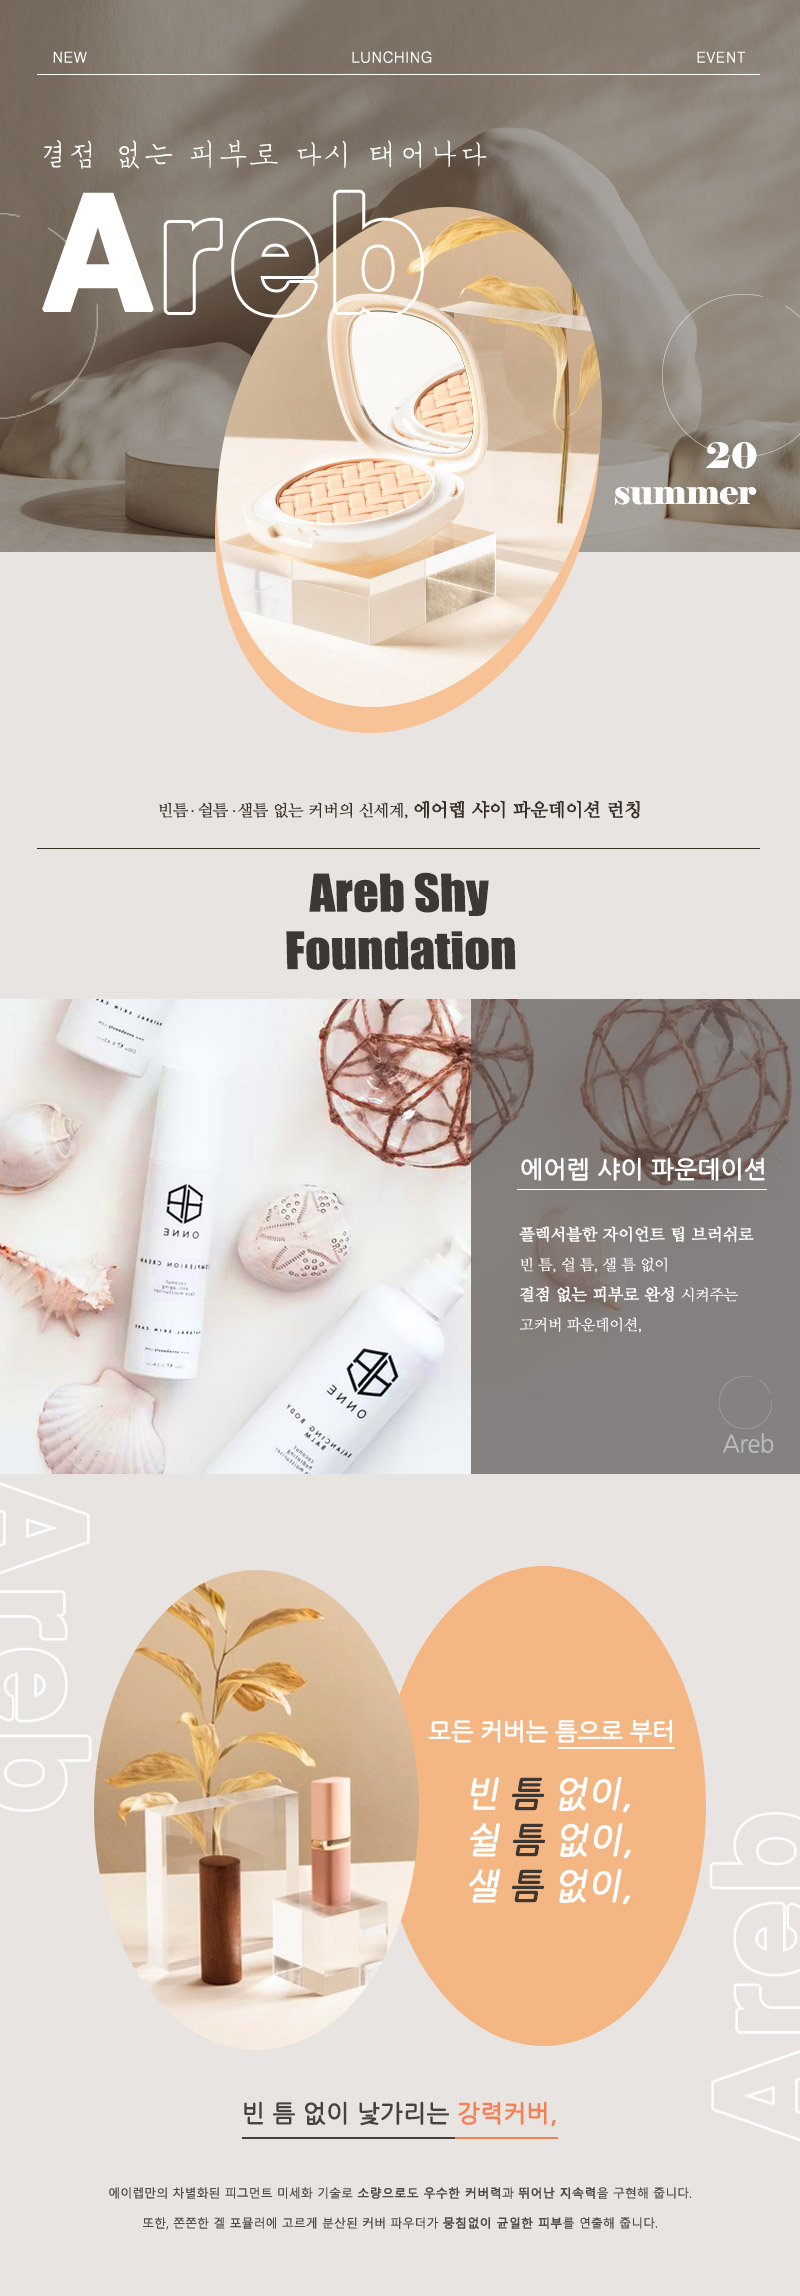 NEW LUNCHING EVENT
결점 없는 피부로 다시 태어나다
Areb
20
summer
빈틈·쉴틈·샐틈 없는 커버의 신세계, 에어렙 샤이 파운데이션 런칭
Areb Shy
Foundation
ONNE
COMPLEXION CREAM
NATURAL SKIN CARE
ONNE
BALANCING BODY
BALM
에어렙 샤이 파운데이션
플렉서블한 자이언트 팁 브러쉬로
빈 틈, 쉴 틈, 샐 틈 없이
결점 없는 피부로 완성 시켜주는
고커버 파운데이션,
Areb
Areb
모든 커버는 틈으로 부터
빈 틈 없이,
쉴 틈 없이,
샐 틈 없이,
Areb
빈 틈 없이 낯가리는 강력커버,
에이렙만의 차별화된 피그먼트 미세화 기술로 소량으로도 우수한 커버력과 뛰어난 지속력을 구현해 줍니다.
또한, 쫀쫀한 겔 포뮬러에 고르게 분산된 커버 파우더가 뭉침없이 균일한 피부를 연출해 줍니다.